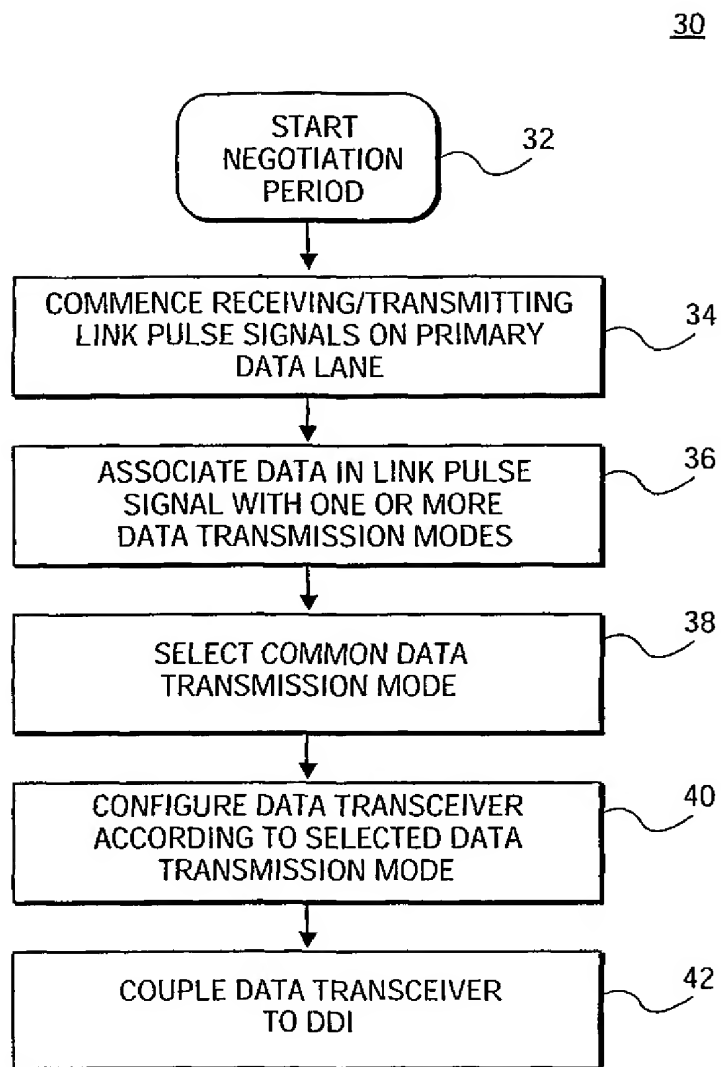 30
START
NEGOTIATION
PERIOD
32
COMMENCE RECEIVING/TRANSMITTING
LINK PULSE SIGNALS ON PRIMARY
DATA LANE
34
ASSOCIATE DATA IN LINK PULSE
SIGNAL WITH ONE OR MORE
DATA TRANSMISSION MODES
36
SELECT COMMON DATA
TRANSMISSION MODE
38
CONFIGURE DATA TRANSCEIVER
ACCORDING TO SELECTED DATA
TRANSMISSION MODE
40
COUPLE DATA TRANSCEIVER
TO DDI
42